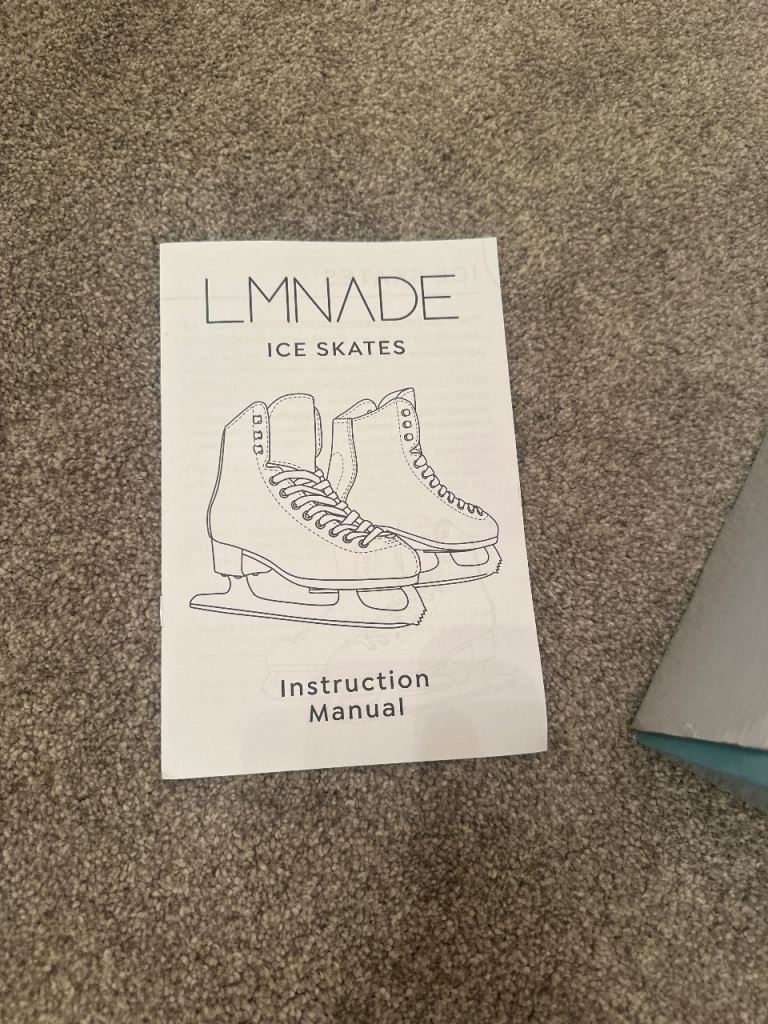 LMNADE
ICE SKATES
Instruction
Manual